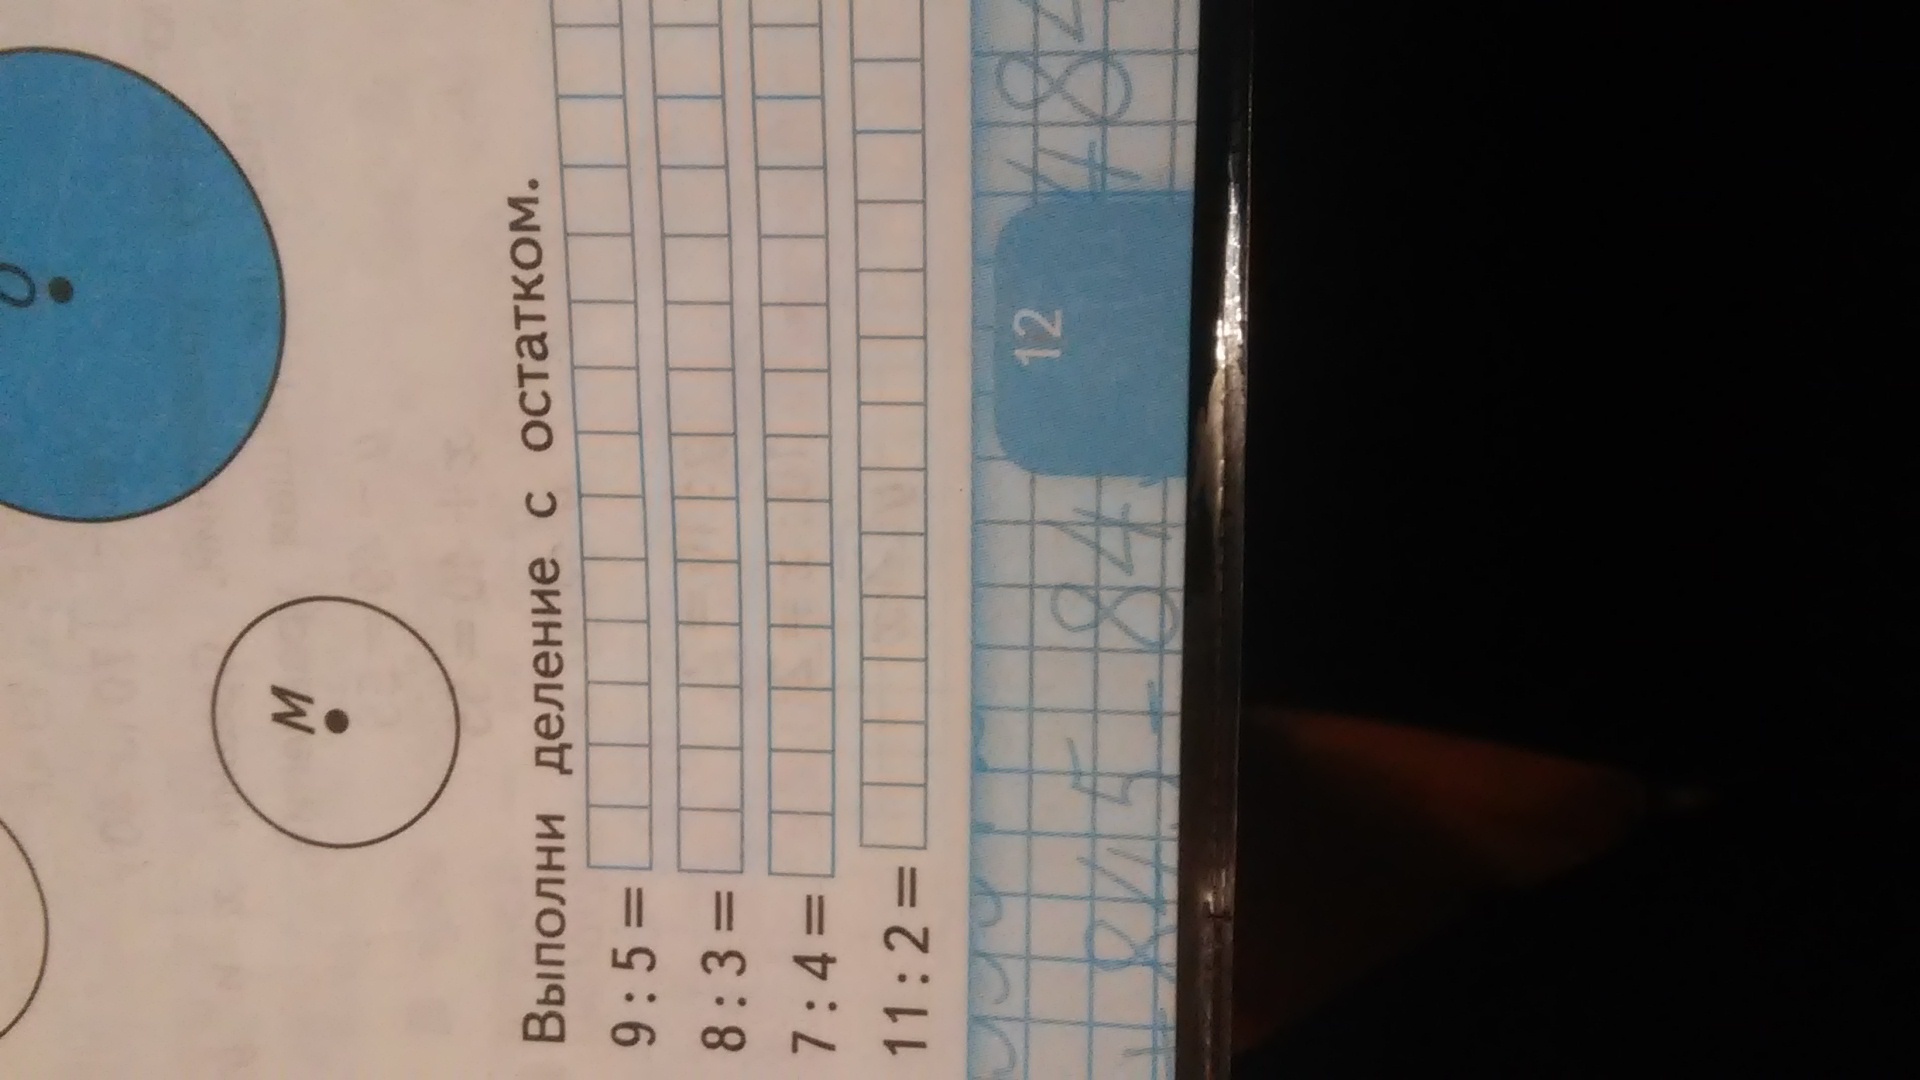 О
М
Выполни деление с остатком.
9 : 5 =
8 : 3 =
7 : 4 =
11 : 2 =
12